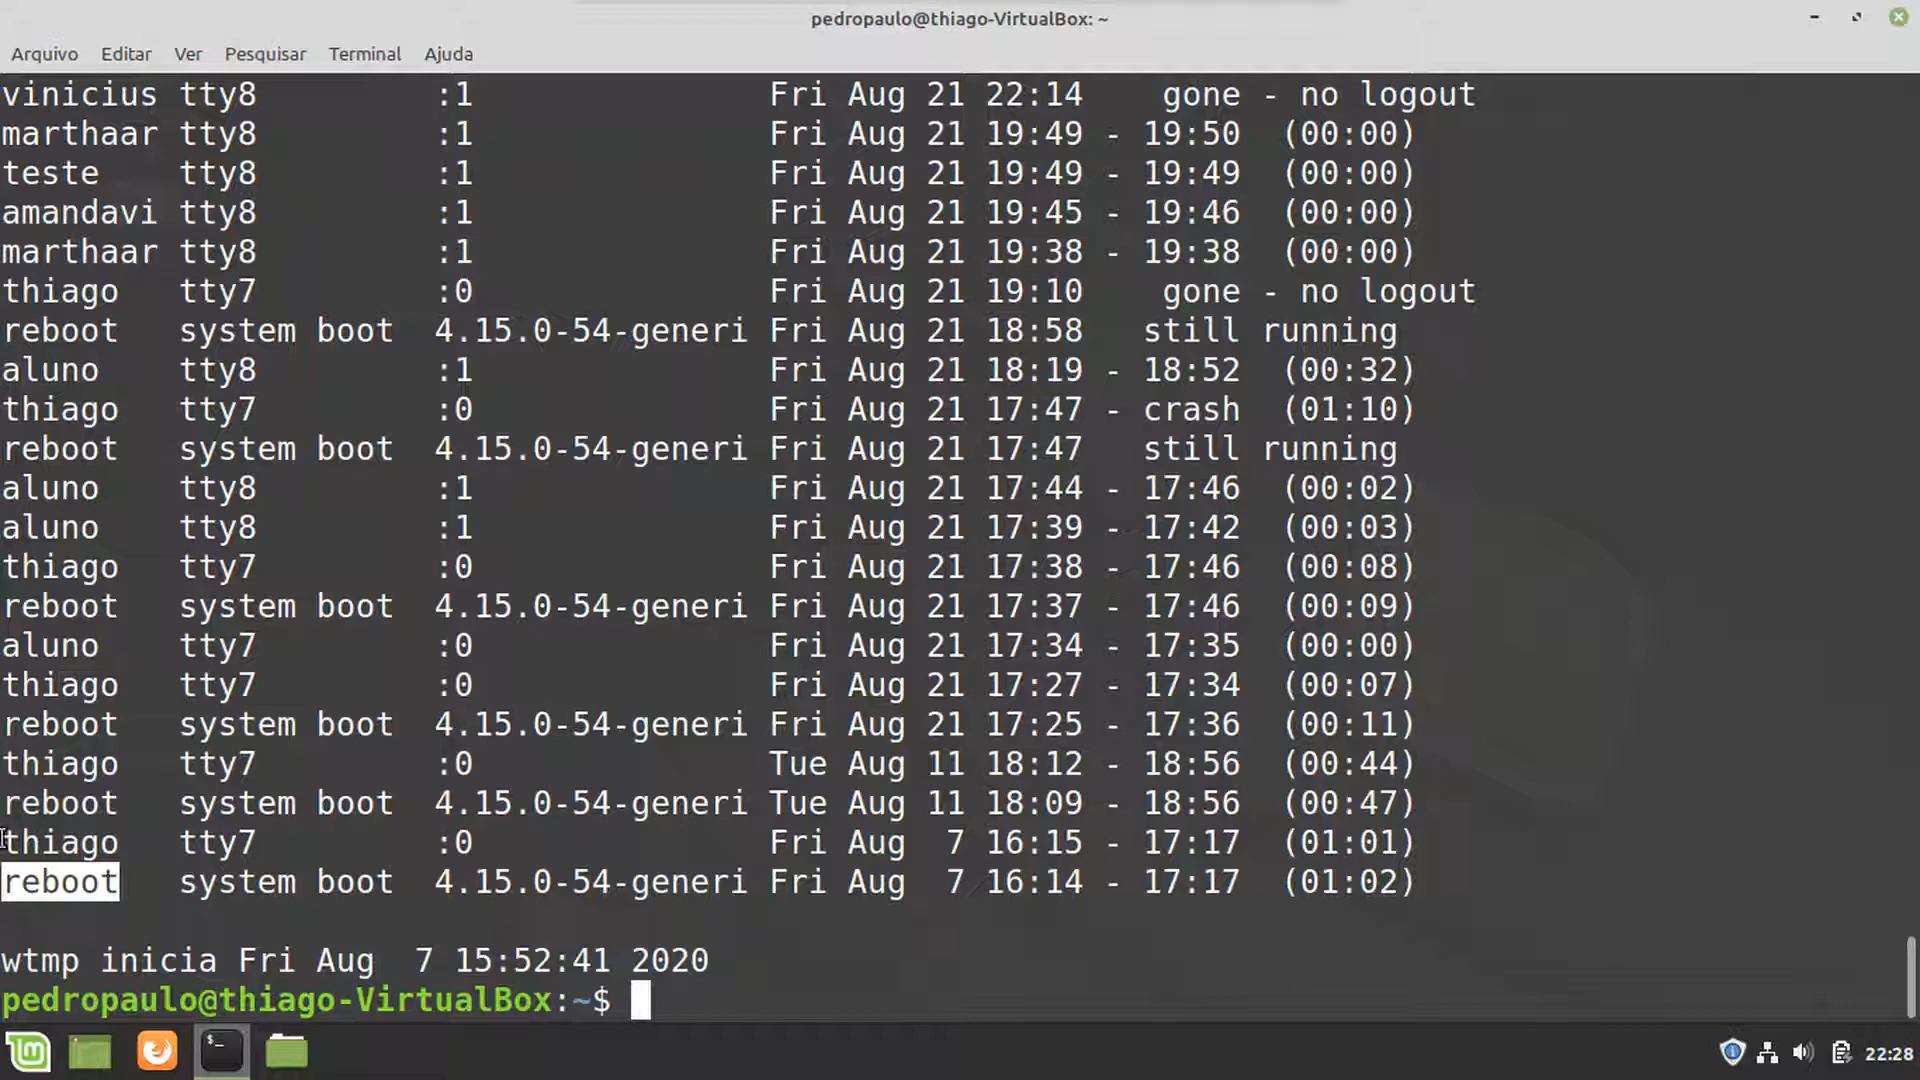 pedropaulo@thiago-VirtualBox: ~
Arquivo Editar Ver Pesquisar Terminal Ajuda
vinicius tty8 :1 Fri Aug 21 22:14 gone - no logout
marthaar tty8 :1 Fri Aug 21 19:49 - 19:50 (00:00)
teste tty8 :1 Fri Aug 21 19:49 - 19:49 (00:00)
amandavi tty8 :1 Fri Aug 21 19:45 - 19:46 (00:00)
marthaar tty8 :1 Fri Aug 21 19:38 - 19:38 (00:00)
thiago tty7 :0 Fri Aug 21 19:10 gone - no logout
reboot system boot 4.15.0-54-generi Fri Aug 21 18:58 still running
aluno tty8 :1 Fri Aug 21 18:19 - 18:52 (00:32)
thiago tty7 :0 Fri Aug 21 17:47 - crash (01:10)
reboot system boot 4.15.0-54-generi Fri Aug 21 17:47 still running
aluno tty8 :1 Fri Aug 21 17:44 - 17:46 (00:02)
aluno tty8 :1 Fri Aug 21 17:39 - 17:42 (00:03)
thiago tty7 :0 Fri Aug 21 17:38 - 17:46 (00:08)
reboot system boot 4.15.0-54-generi Fri Aug 21 17:37 - 17:46 (00:09)
aluno tty7 :0 Fri Aug 21 17:34 - 17:35 (00:00)
thiago tty7 :0 Fri Aug 21 17:27 - 17:34 (00:07)
reboot system boot 4.15.0-54-generi Fri Aug 21 17:25 - 17:36 (00:11)
thiago tty7 :0 Tue Aug 11 18:12 - 18:56 (00:44)
reboot system boot 4.15.0-54-generi Tue Aug 11 18:09 - 18:56 (00:47)
thiago tty7 :0 Fri Aug 7 16:15 - 17:17 (01:01)
reboot system boot 4.15.0-54-generi Fri Aug 7 16:14 - 17:17 (01:02)
wtmp inicia Fri Aug 7 15:52:41 2020
pedropaulo@thiago-VirtualBox:~$
22:28